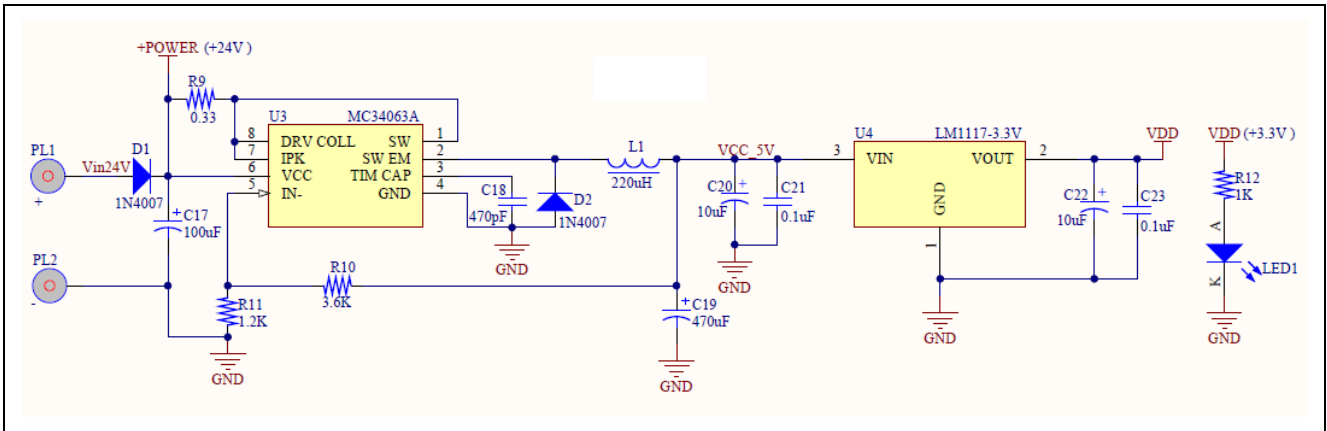 +POWER (+24V )
R9
0.33
U3 MC34063A
8 DRV COLL SW 1
7 IPK SW EM 2
6 VCC TIM CAP 3
5 IN- GND 4
PL1
+
Vin24V
D1
1N4007
C17
100uF
PL2
-
R11
1.2K
GND
R10
3.6K
C18
470pF
GND
D2
1N4007
L1
220uH
C19
470uF
GND
VCC_5V
C20
10uF
C21
0.1uF
GND
U4 LM1117-3.3V
3 VIN VOUT 2
GND
1
GND
VDD
C22
10uF
C23
0.1uF
VDD (+3.3V )
R12
1K
A
LED1
K
GND
+
+
+
+